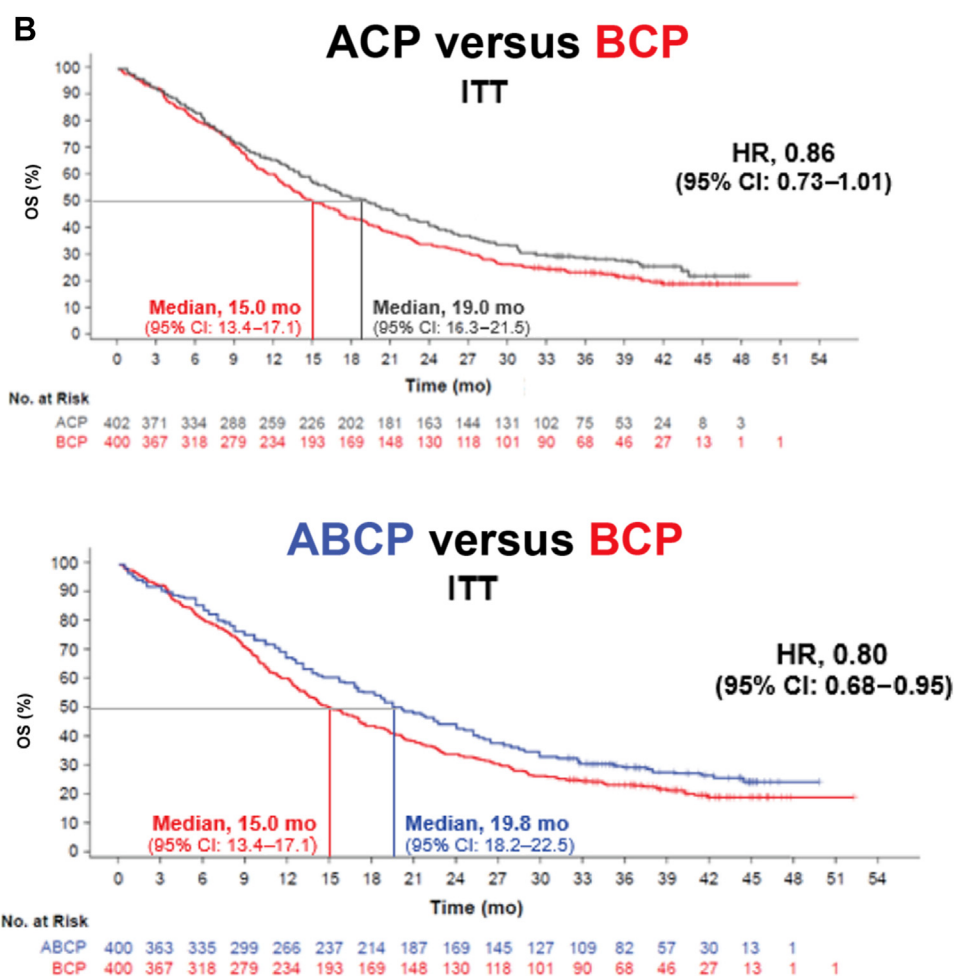 B
ACP versus BCP
ITT
100
90
80
70
60
50
40
30
20
10
0
OS (%)
HR, 0.86
(95% CI: 0.73–1.01)
Median, 15.0 mo
(95% CI: 13.4–17.1)
Median, 19.0 mo
(95% CI: 16.3–21.5)
0 3 6 9 12 15 18 21 24 27 30 33 36 39 42 45 48 51 54
Time (mo)
No. at Risk
ACP 402 371 334 288 259 226 202 181 163 144 131 102 75 53 24 8 3
BCP 400 367 318 279 234 193 169 148 130 118 101 90 68 46 27 13 1 1
ABCP versus BCP
ITT
100
90
80
70
60
50
40
30
20
10
0
OS (%)
HR, 0.80
(95% CI: 0.68–0.95)
Median, 15.0 mo
(95% CI: 13.4–17.1)
Median, 19.8 mo
(95% CI: 18.2–22.5)
0 3 6 9 12 15 18 21 24 27 30 33 36 39 42 45 48 51 54
Time (mo)
No. at Risk
ABCP 400 363 335 299 266 237 214 187 169 145 127 109 82 57 30 13 1
BCP 400 367 318 279 234 193 169 148 130 118 101 90 68 46 27 13 1 1